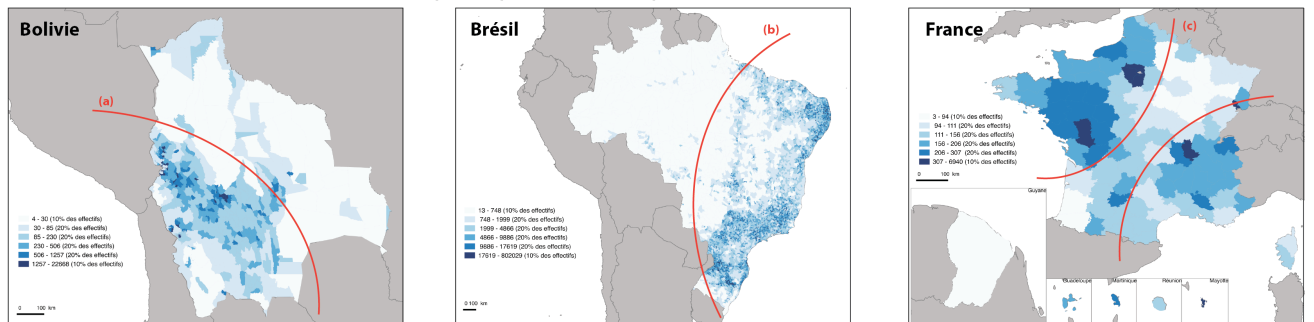 Bolivie
(a)
4 - 30 (10% des effectifs)
30 - 85 (20% des effectifs)
85 - 230 (20% des effectifs)
230 - 506 (20% des effectifs)
506 - 1257 (20% des effectifs)
1257 - 22668 (10% des effectifs)
0 100 km
Brésil
(b)
13 - 748 (10% des effectifs)
748 - 1999 (20% des effectifs)
1999 - 4866 (20% des effectifs)
4866 - 9886 (20% des effectifs)
9886 - 17619 (20% des effectifs)
17619 - 802029 (10% des effectifs)
0 100 km
France
(c)
3 - 94 (10% des effectifs)
94 - 111 (20% des effectifs)
111 - 156 (20% des effectifs)
156 - 206 (20% des effectifs)
206 - 307 (20% des effectifs)
307 - 6940 (10% des effectifs)
0 100 km
Guyane
Guadeloupe
Martinique
Réunion
Mayotte